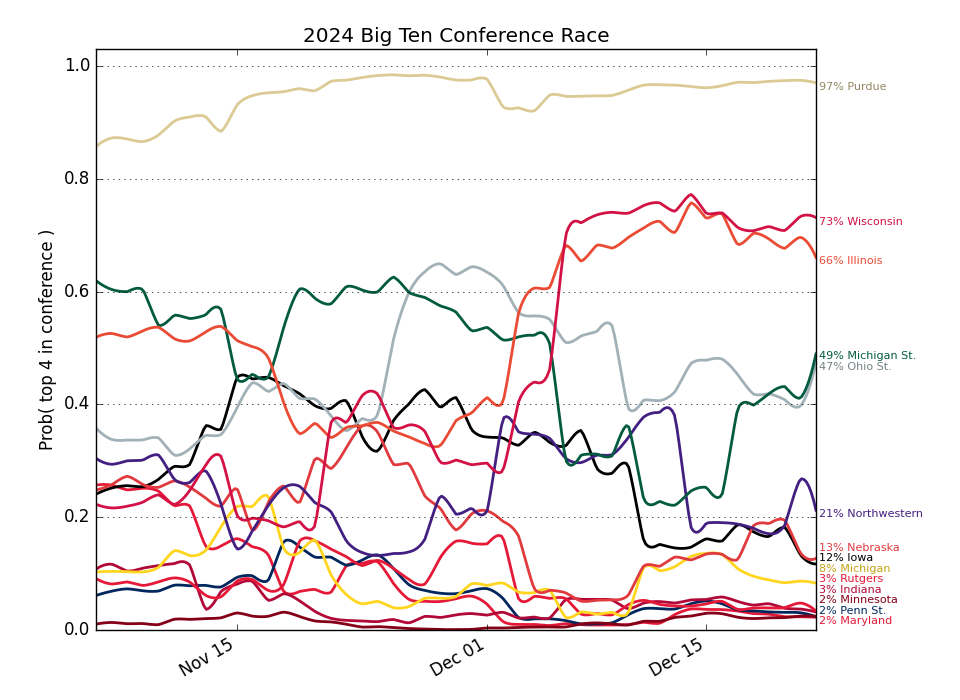 2024 Big Ten Conference Race
Prob( top 4 in conference )
1.0
0.8
0.6
0.4
0.2
0.0
Nov 15
Dec 01
Dec 15
97% Purdue
73% Wisconsin
66% Illinois
49% Michigan St.
47% Ohio St.
21% Northwestern
13% Nebraska
12% Iowa
8% Michigan
3% Rutgers
3% Indiana
2% Minnesota
2% Penn St.
2% Maryland